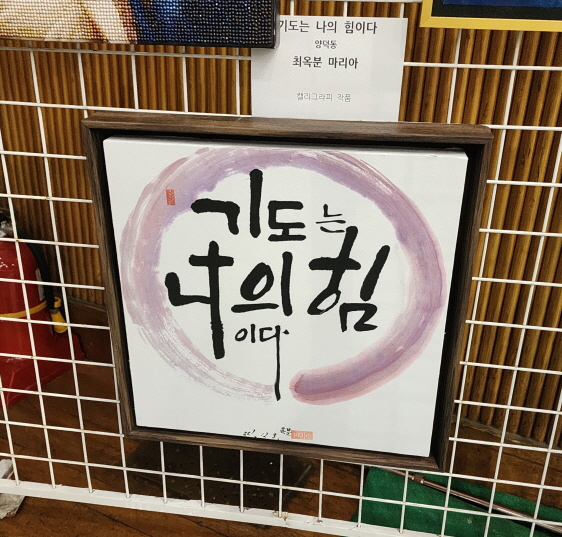 기도는 나의 힘이다
양덕동
최옥분 마리아
캘리그라피 작품
기도는
나의 힘
이다